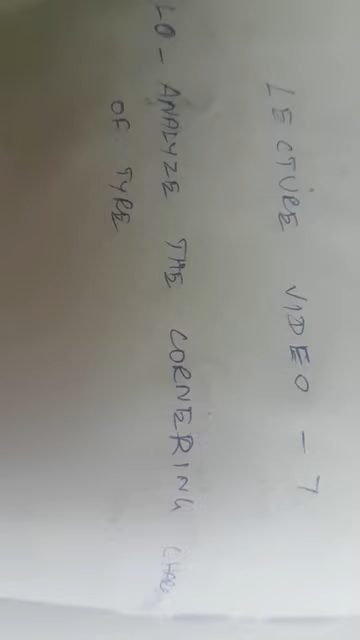 LECTURE VIDEO - 7
LO - ANALYZE THE CORNERING
OF TYRE